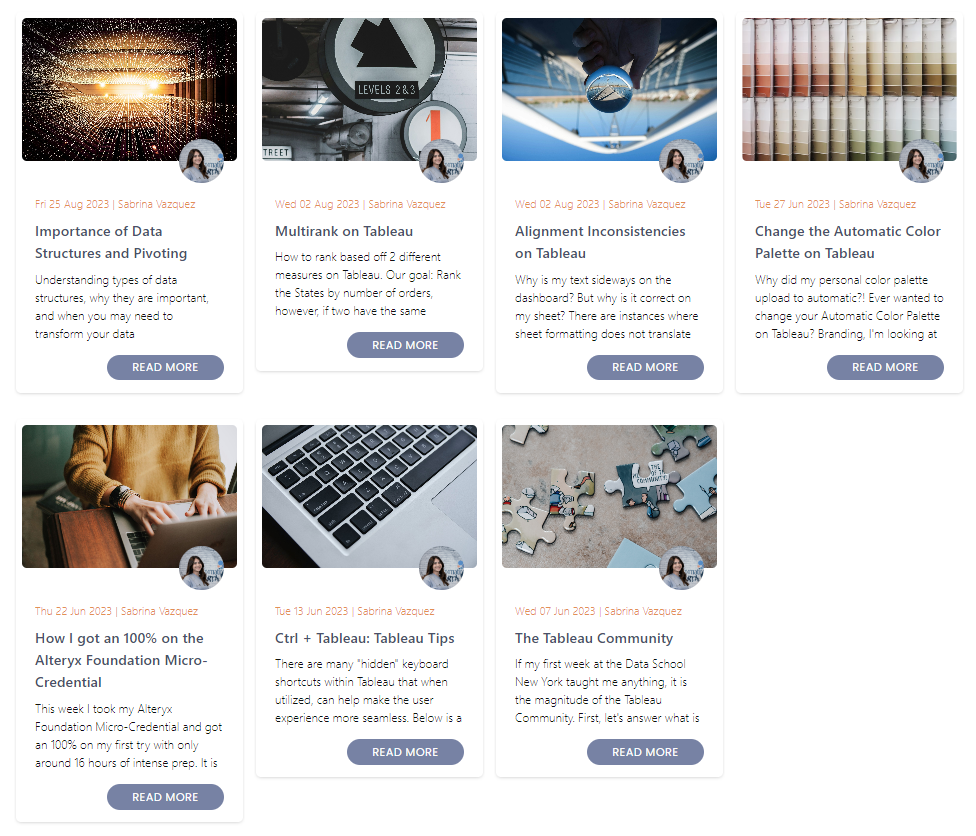 LEVELS 2&3
1
TREET
Fri 25 Aug 2023 | Sabrina Vazquez
Importance of Data
Structures and Pivoting
Understanding types of data
structures, why they are important,
and when you may need to
transform your data
READ MORE
Wed 02 Aug 2023 | Sabrina Vazquez
Multirank on Tableau
How to rank based off 2 different
measures on Tableau. Our goal: Rank
the States by number of orders,
however, if two have the same
READ MORE
Wed 02 Aug 2023 | Sabrina Vazquez
Alignment Inconsistencies
on Tableau
Why is my text sideways on the
dashboard? But why is it correct on
my sheet? There are instances where
sheet formatting does not translate
READ MORE
Tue 27 Jun 2023 | Sabrina Vazquez
Change the Automatic Color
Palette on Tableau
Why did my personal color palette
upload to automatic?! Ever wanted to
change your Automatic Color Palette
on Tableau? Branding, I'm looking at
READ MORE
Thu 22 Jun 2023 | Sabrina Vazquez
How I got an 100% on the
Alteryx Foundation Micro-
Credential
This week I took my Alteryx
Foundation Micro-Credential and got
an 100% on my first try with only
around 16 hours of intense prep. It is
READ MORE
Tue 13 Jun 2023 | Sabrina Vazquez
Ctrl + Tableau: Tableau Tips
There are many "hidden" keyboard
shortcuts within Tableau that when
utilized, can help make the user
experience more seamless. Below is a
READ MORE
THE
COMMUNITY
Wed 07 Jun 2023 | Sabrina Vazquez
The Tableau Community
If my first week at the Data School
New York taught me anything, it is
the magnitude of the Tableau
Community. First, let's answer what is
READ MORE